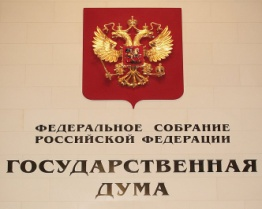 ФЕДЕРАЛЬНОЕ СОБРАНИЕ
РОССИЙСКОЙ ФЕДЕРАЦИИ
ГОСУДАРСТВЕННАЯ
ДУМА